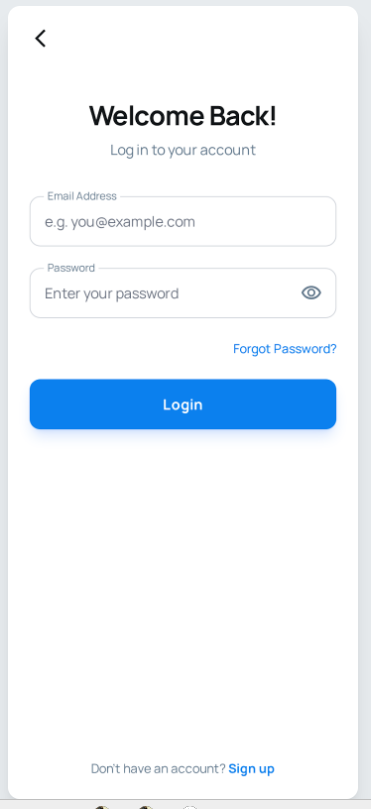 Welcome Back!
Log in to your account
Email Address
e.g. you@example.com
Password
Enter your password
Forgot Password?
Login
Don't have an account? Sign up